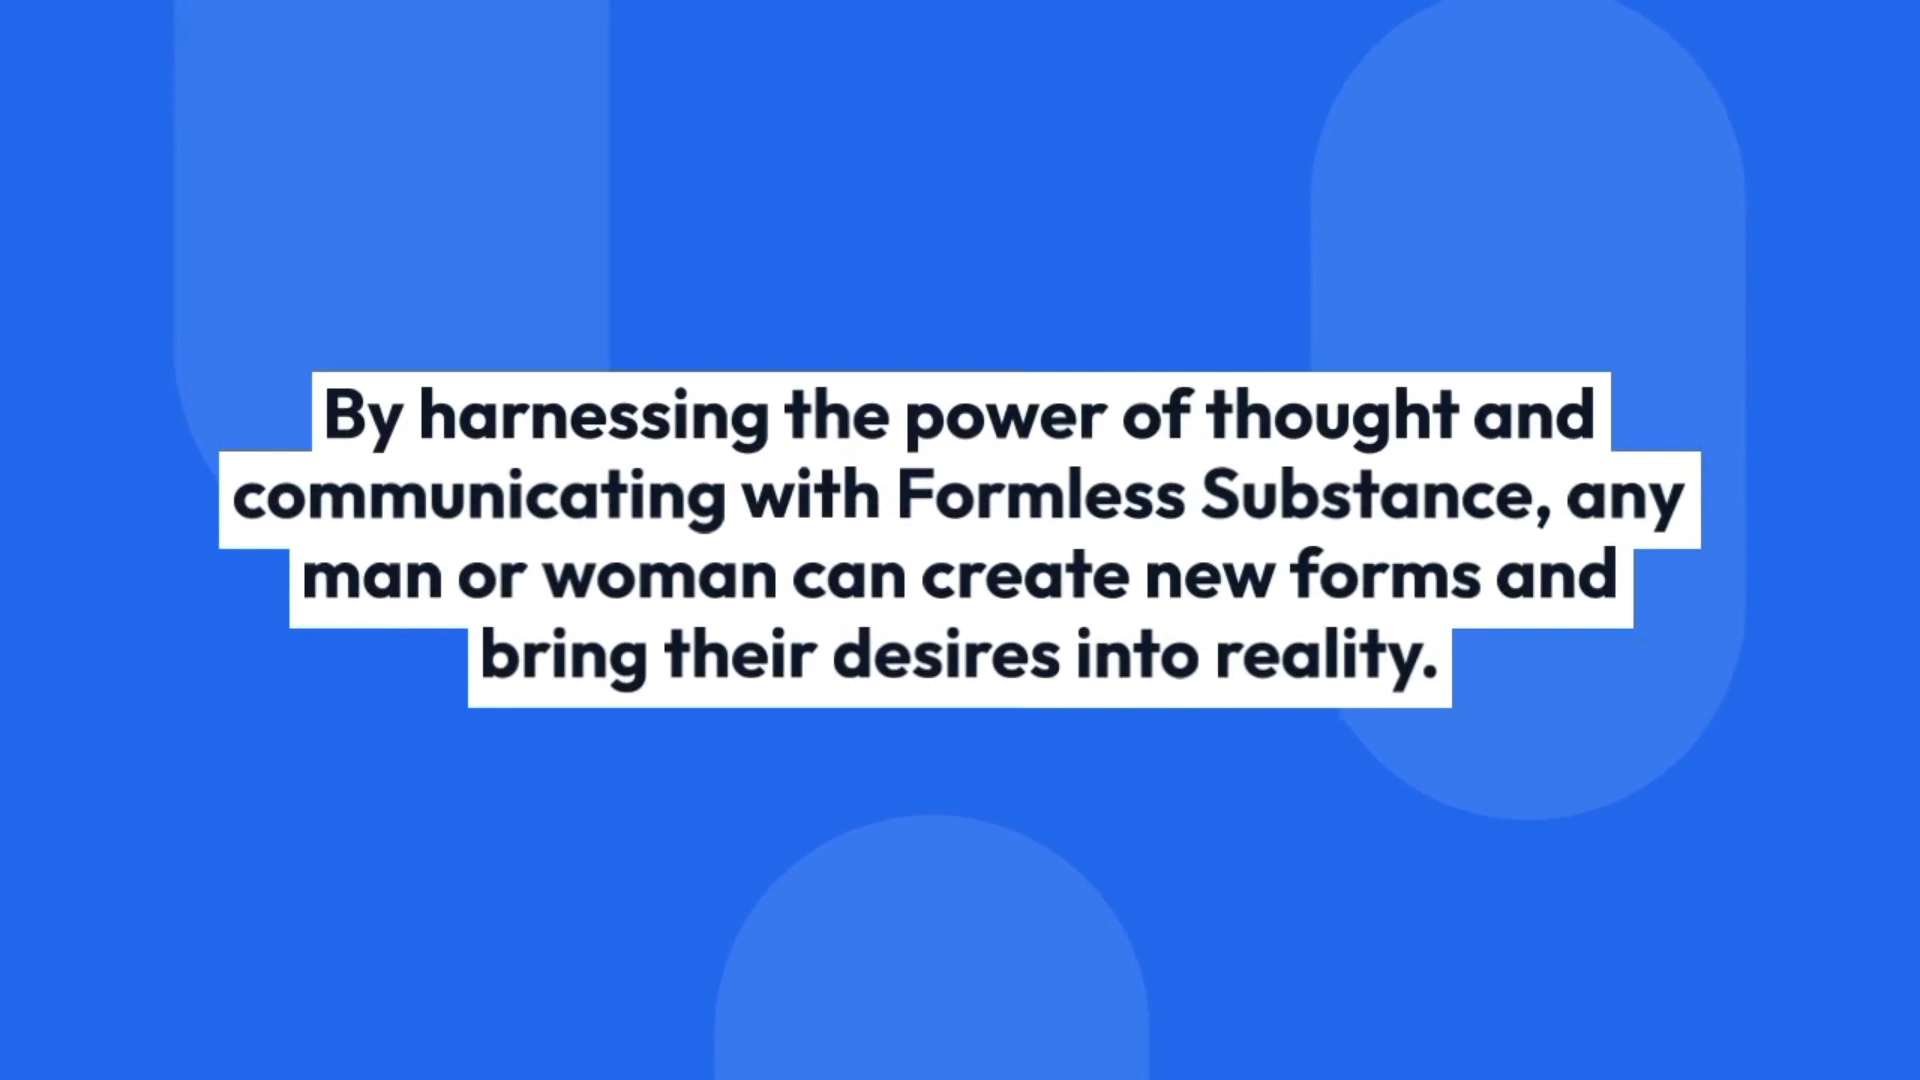 By harnessing the power of thought and
communicating with Formless Substance, any
man or woman can create new forms and
bring their desires into reality.